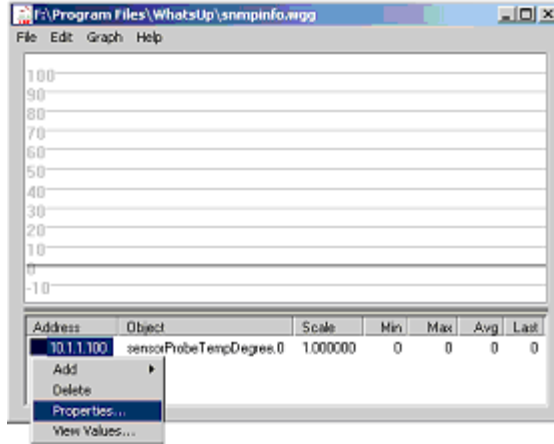 F:\Program Files\WhatsUp\snmpinfo.wgg
File Edit Graph Help
100
90
80
70
60
50
40
30
20
10
0
-10
Address Object Scale Min Max Avg Last
10.1.1.100 sensorProbeTempDegree.0 1.000000 0 0 0 0
Add
Delete
Properties...
View Values...